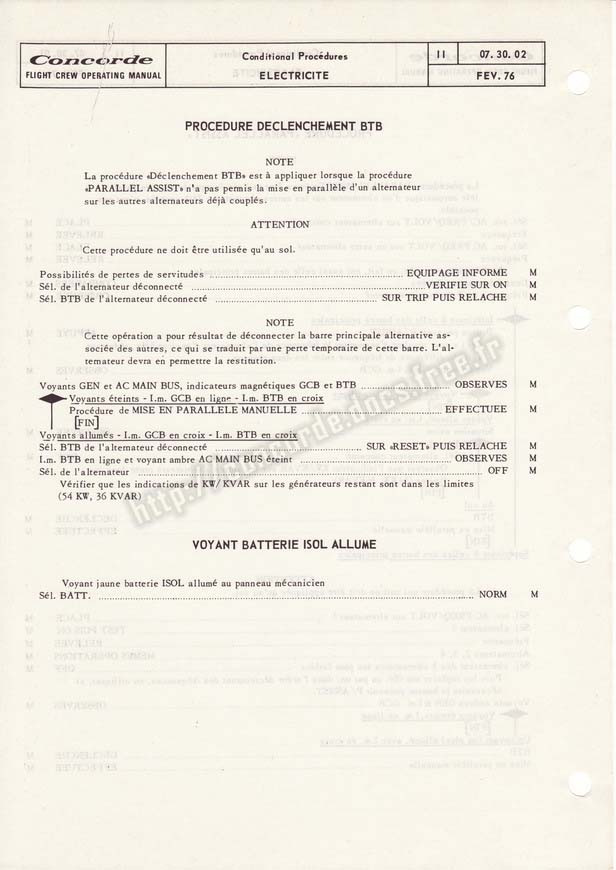 Concorde
FLIGHT CREW OPERATING MANUAL
Conditional Procédures
ELECTRICITE
11
07. 30. 02
FEV. 76
PROCEDURE DECLENCHEMENT BTB
NOTE
La procédure «Déclenchement BTB» est à appliquer lorsque la procédure
«PARALLEL ASSIST» n'a pas permis la mise en parallèle d'un alternateur
sur les autres alternateurs déjà couplés.
ATTENTION
Cette procédure ne doit être utilisée qu'au sol.
Possibilités de pertes de servitudes ... EQUIPAGE INFORME M
Sél. de l'alternateur déconnecté ... VERIFIE SUR ON M
Sél. BTB de l'alternateur déconnecté ... SUR TRIP PUIS RELACHE M
NOTE
Cette opération a pour résultat de déconnecter la barre principale alternative as-
sociée des autres, ce qui se traduit par une perte temporaire de cette barre. L'al-
ternateur devra en permettre la restitution.
Voyants GEN et AC MAIN BUS, indicateurs magnétiques GCB et BTB ... OBSERVES M
Voyants éteints - I.m. GCB en ligne - I.m. BTB en croix
Procédure de MISE EN PARALLELE MANUELLE ... EFFECTUEE M
[FIN]
Voyants allumés - I.m. GCB en croix - I.m. BTB en croix
Sél. BTB de l'alternateur déconnecté ... SUR «RESET» PUIS RELACHE M
I.m. BTB en ligne et voyant ambre AC MAIN BUS éteint ... OBSERVES M
Sél. de l'alternateur ... OFF M
Vérifier que les indications de KW/KVAR sur les générateurs restant sont dans les limites
(54 KW, 36 KVAR)
VOYANT BATTERIE ISOL ALLUME
Voyant jaune batterie ISOL allumé au panneau mécanicien
Sél. BATT. ... NORM M
http://concorde.dncs.free.fr